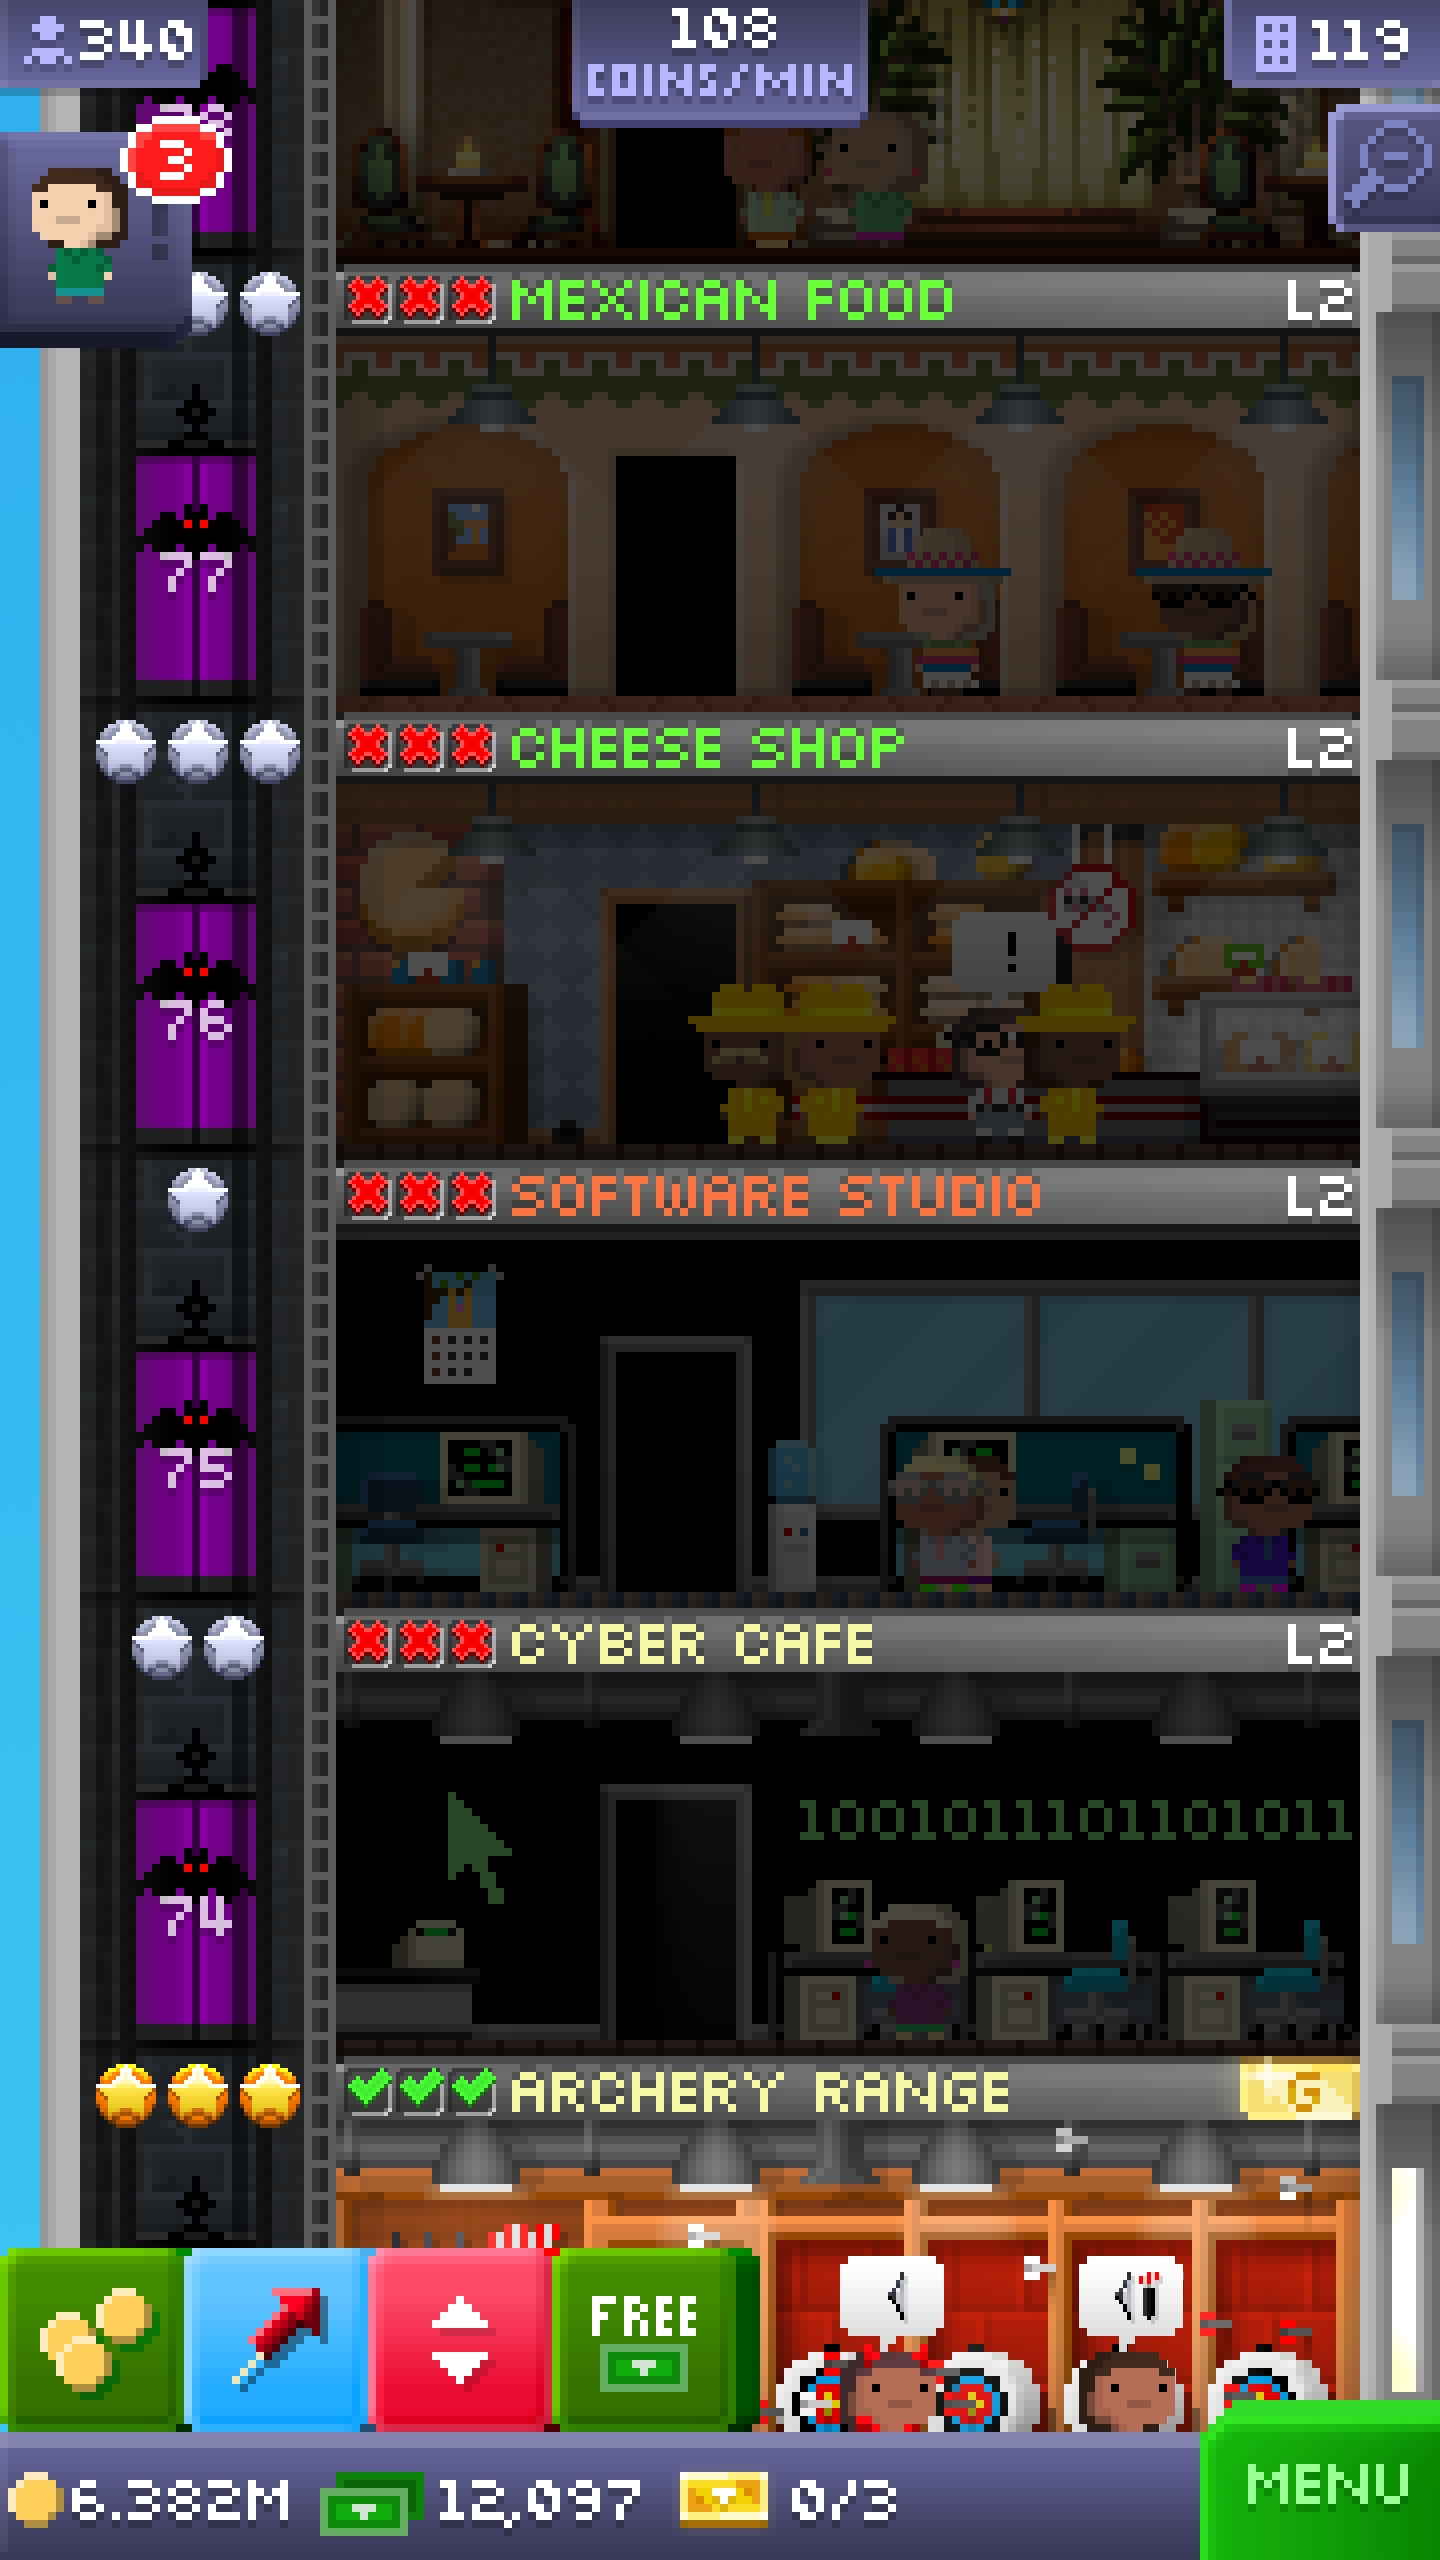 340
108
COINS/MIN
119
3
MEXICAN FOOD L2
77
CHEESE SHOP L2
76
!
SOFTWARE STUDIO L2
75
CYBER CAFE L2
1001011101101011
74
ARCHERY RANGE G
FREE
6.382M 12,097 0/3
MENU